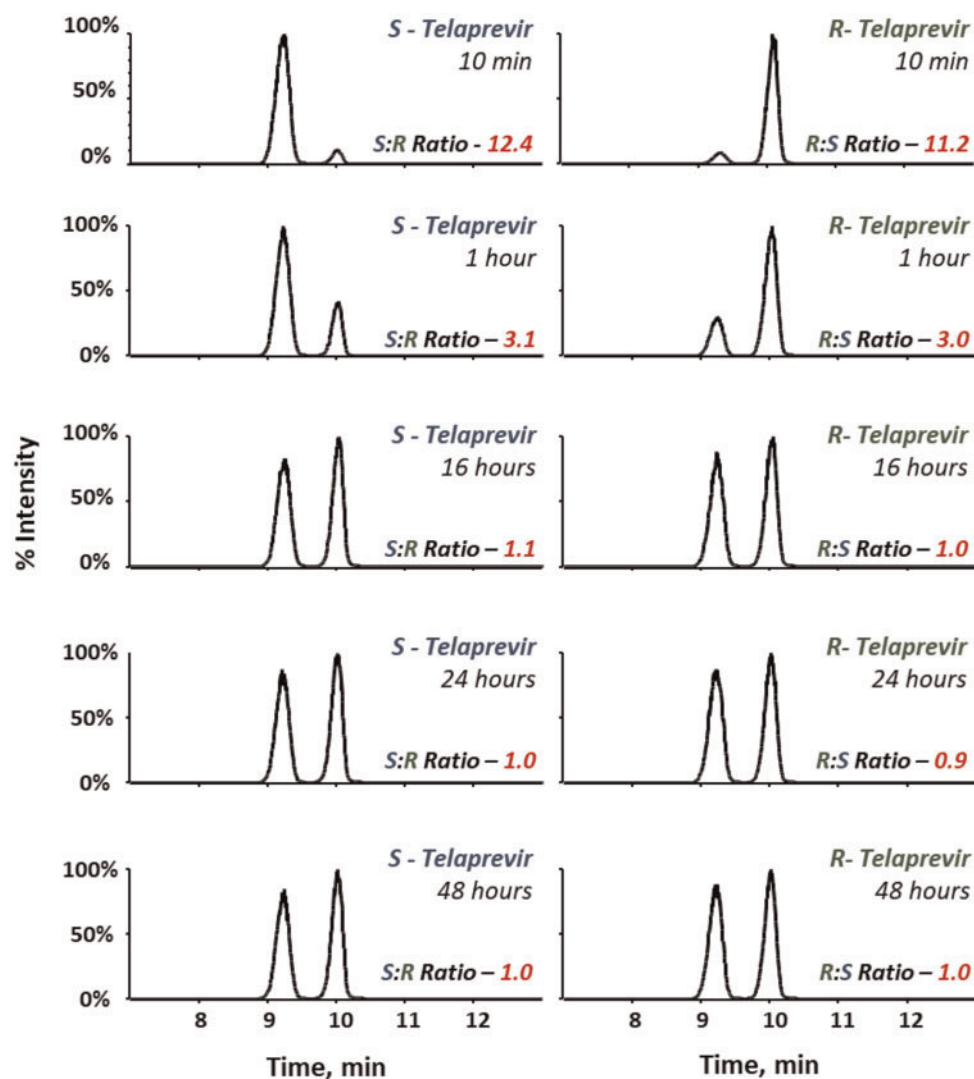 100%
50%
0%
S - Telaprevir
10 min
S:R Ratio - 12.4
R- Telaprevir
10 min
R:S Ratio – 11.2
100%
50%
0%
S - Telaprevir
1 hour
S:R Ratio – 3.1
R- Telaprevir
1 hour
R:S Ratio – 3.0
% Intensity
100%
50%
0%
S - Telaprevir
16 hours
S:R Ratio – 1.1
R- Telaprevir
16 hours
R:S Ratio – 1.0
100%
50%
0%
S - Telaprevir
24 hours
S:R Ratio – 1.0
R- Telaprevir
24 hours
R:S Ratio – 0.9
100%
50%
0%
S - Telaprevir
48 hours
S:R Ratio – 1.0
R- Telaprevir
48 hours
R:S Ratio – 1.0
8 9 10 11 12
8 9 10 11 12
Time, min
Time, min